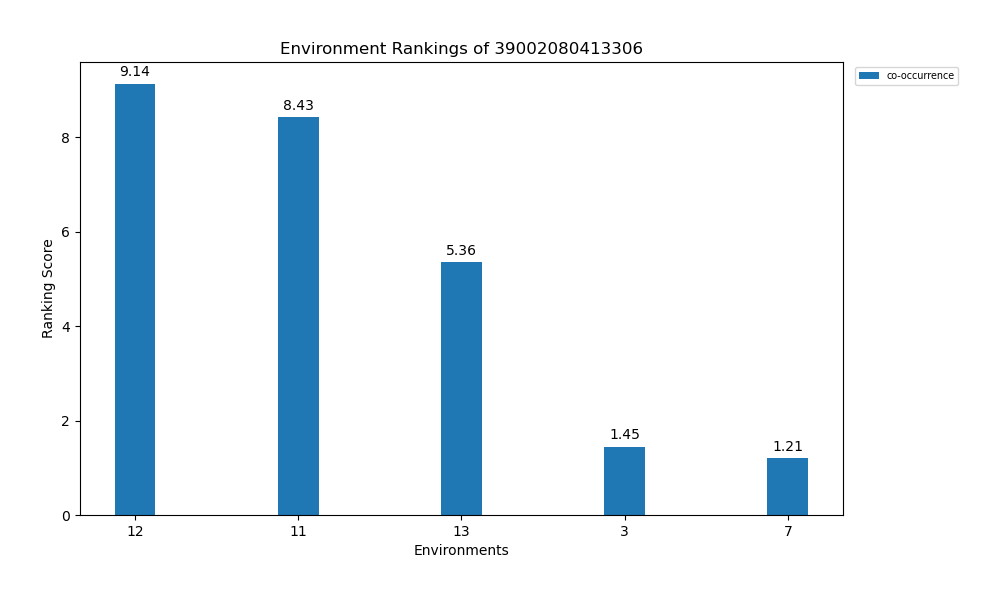 Environment Rankings of 39002080413306
co-occurrence
9.14
8.43
5.36
1.45
1.21
8
6
4
2
0
Ranking Score
12 11 13 3 7
Environments